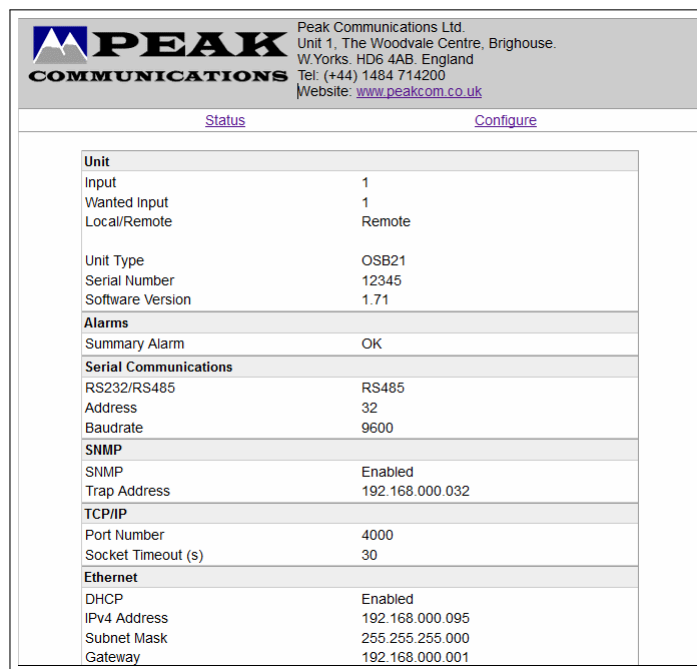 PEAK
COMMUNICATIONS
Peak Communications Ltd.
Unit 1, The Woodvale Centre, Brighouse.
W.Yorks. HD6 4AB. England
Tel: (+44) 1484 714200
Website: www.peakcom.co.uk
Status Configure
Unit
Input 1
Wanted Input 1
Local/Remote Remote
Unit Type OSB21
Serial Number 12345
Software Version 1.71
Alarms
Summary Alarm OK
Serial Communications
RS232/RS485 RS485
Address 32
Baudrate 9600
SNMP
SNMP Enabled
Trap Address 192.168.000.032
TCP/IP
Port Number 4000
Socket Timeout (s) 30
Ethernet
DHCP Enabled
IPv4 Address 192.168.000.095
Subnet Mask 255.255.255.000
Gateway 192.168.000.001